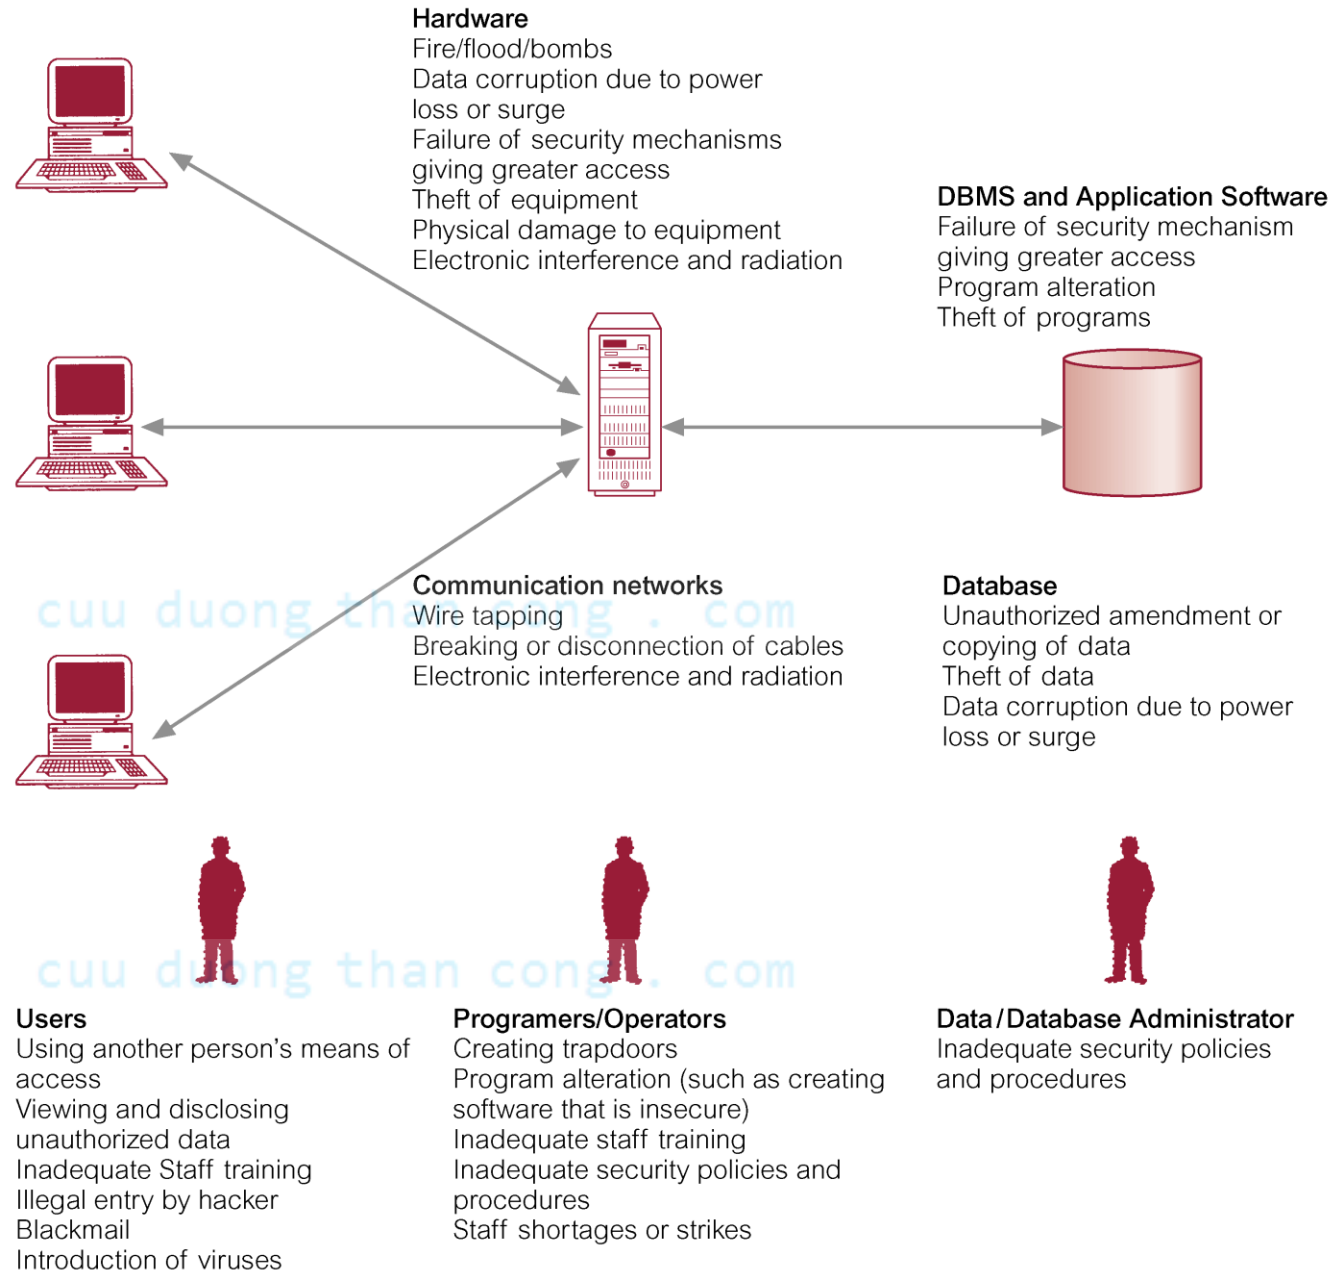 Hardware
Fire/flood/bombs
Data corruption due to power
loss or surge
Failure of security mechanisms
giving greater access
Theft of equipment
Physical damage to equipment
Electronic interference and radiation
DBMS and Application Software
Failure of security mechanism
giving greater access
Program alteration
Theft of programs
Communication networks
Wire tapping
Breaking or disconnection of cables
Electronic interference and radiation
Database
Unauthorized amendment or
copying of data
Theft of data
Data corruption due to power
loss or surge
cuu duong than cong . com
cuu duong than cong . com
Users
Using another person's means of
access
Viewing and disclosing
unauthorized data
Inadequate Staff training
Illegal entry by hacker
Blackmail
Introduction of viruses
Programers/Operators
Creating trapdoors
Program alteration (such as creating
software that is insecure)
Inadequate staff training
Inadequate security policies and
procedures
Staff shortages or strikes
Data/Database Administrator
Inadequate security policies
and procedures